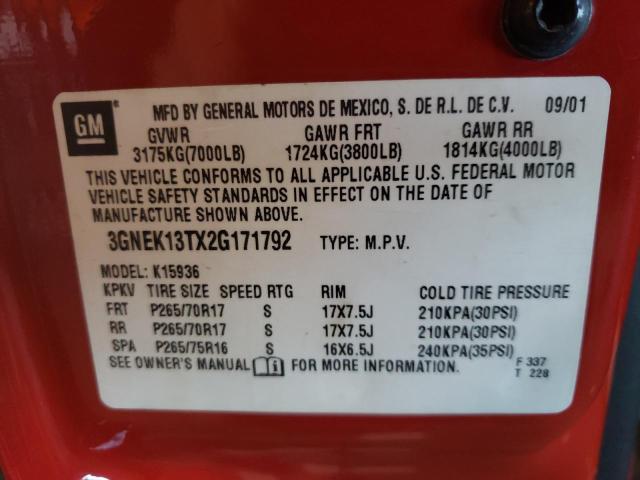 GM ® MFD BY GENERAL MOTORS DE MEXICO, S. DE R.L. DE C.V. 09/01
GVWR GAWR FRT GAWR RR
3175KG(7000LB) 1724KG(3800LB) 1814KG(4000LB)
THIS VEHICLE CONFORMS TO ALL APPLICABLE U.S. FEDERAL MOTOR
VEHICLE SAFETY STANDARDS IN EFFECT ON THE DATE OF
MANUFACTURE SHOWN ABOVE.
3GNEK13TX2G171792 TYPE: M.P.V.
MODEL: K15936
KPKV TIRE SIZE SPEED RTG RIM COLD TIRE PRESSURE
FRT P265/70R17 S 17X7.5J 210KPA(30PSI)
RR P265/70R17 S 17X7.5J 210KPA(30PSI)
SPA P265/75R16 S 16X6.5J 240KPA(35PSI)
SEE OWNER'S MANUAL FOR MORE INFORMATION. F 337
T 228